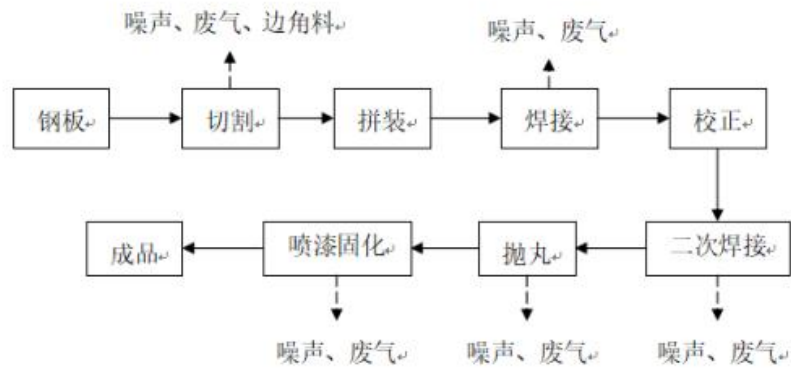 噪声、废气、边角料
噪声、废气
钢板
切割
拼装
焊接
校正
成品
喷漆固化
抛丸
二次焊接
噪声、废气
噪声、废气
噪声、废气